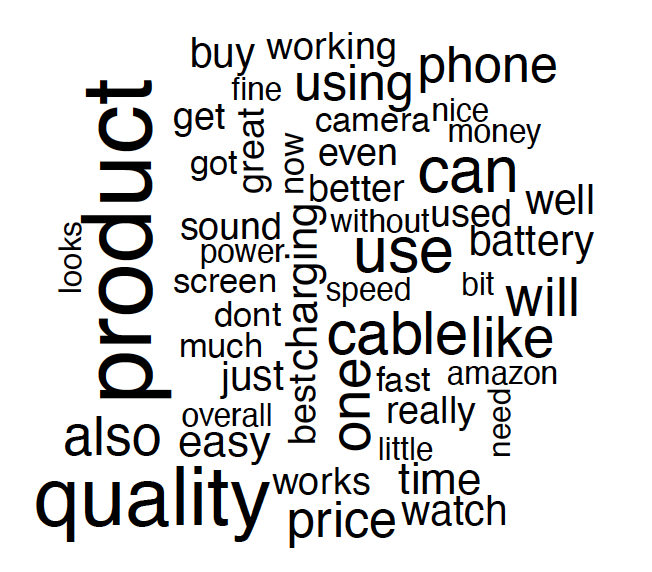 buy
working
phone
fine
using
get
great
camera
nice
money
got
now
even
can
better
well
product
sound
without
used
looks
power
charging
use
battery
screen
speed
bit
will
dont
cable
like
much
just
best
one
fast
amazon
overall
really
need
also
easy
little
quality
works
time
price
watch